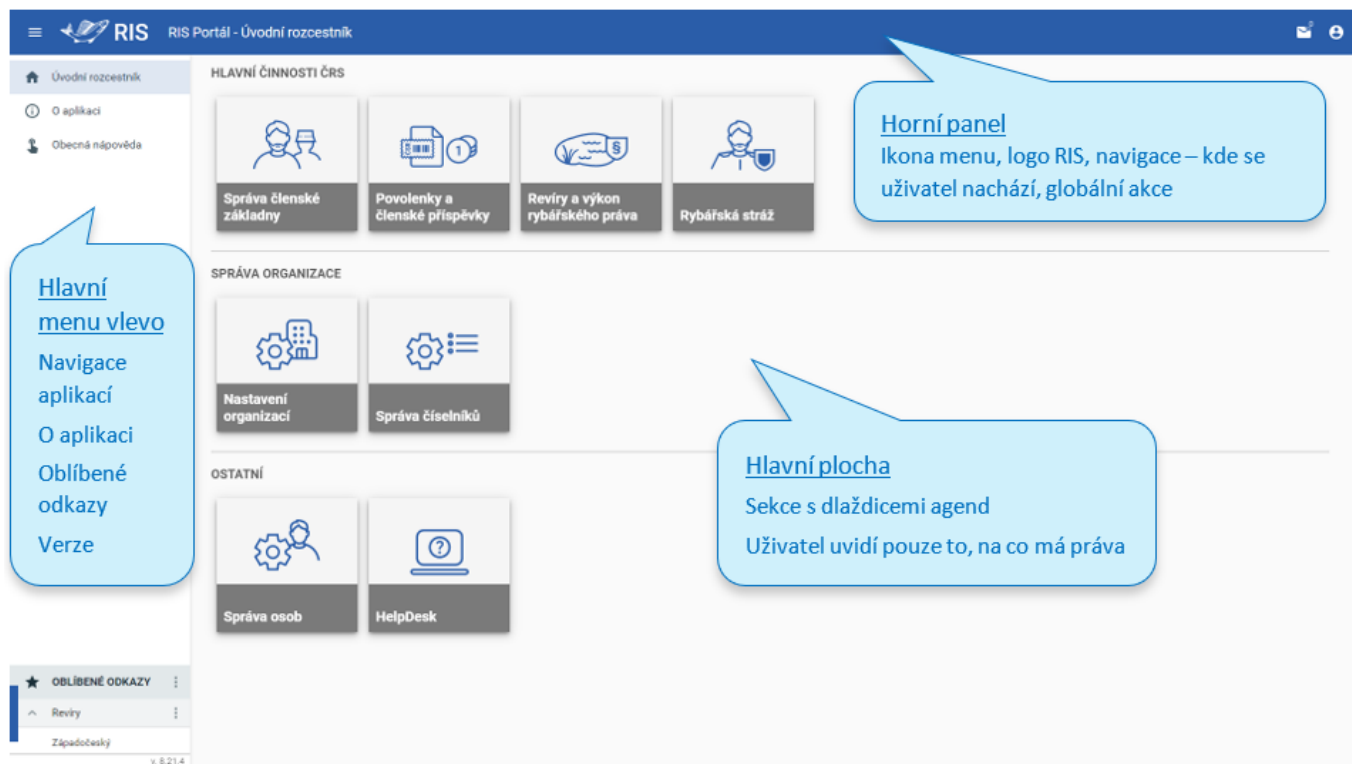 RIS RIS Portál - Úvodní rozcestník
Úvodní rozcestník
O aplikaci
Obecná nápověda
HLAVNÍ ČINNOSTI ČRS
Správa členské
základny
Povolenky a
členské příspěvky
Revíry a výkon
rybářského práva
Rybářská stráž
Horní panel
Ikona menu, logo RIS, navigace – kde se
uživatel nachází, globální akce
Hlavní
menu vlevo
Navigace
aplikací
O aplikaci
Oblíbené
odkazy
Verze
SPRÁVA ORGANIZACE
Nastavení
organizací
Správa číselníků
Hlavní plocha
Sekce s dlaždicemi agend
Uživatel uvidí pouze to, na co má práva
OSTATNÍ
Správa osob
HelpDesk
OBLÍBENÉ ODKAZY
Revíry
Západočeský
v. 8.21.4